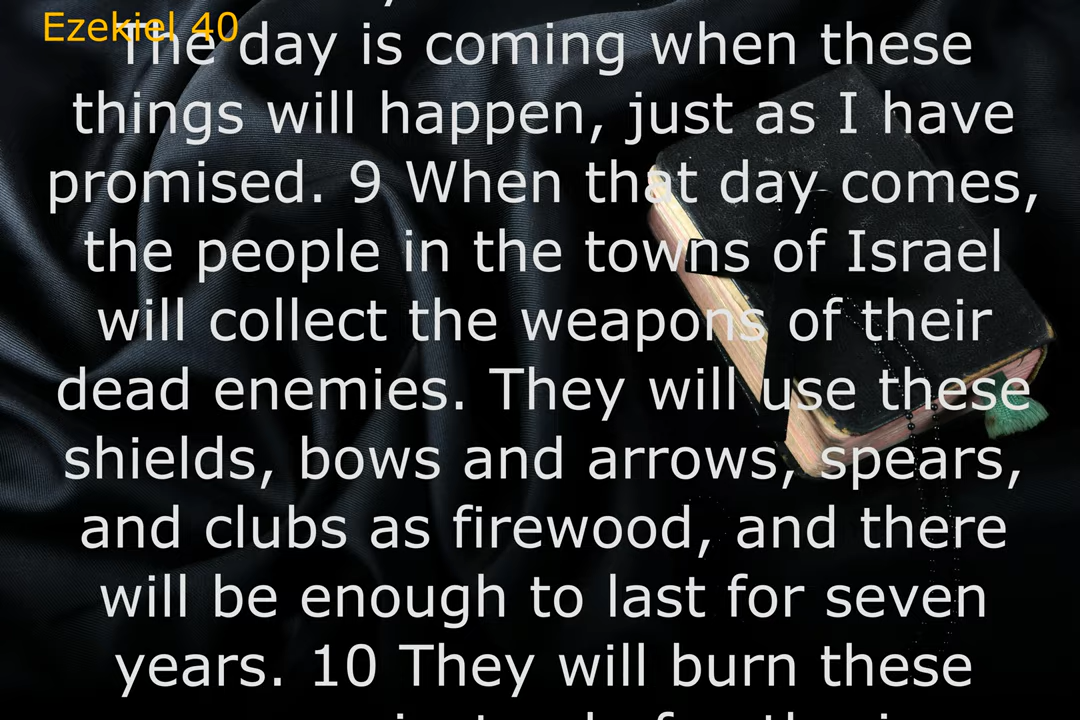 Ezekiel 40
The day is coming when these
things will happen, just as I have
promised. 9 When that day comes,
the people in the towns of Israel
will collect the weapons of their
dead enemies. They will use these
shields, bows and arrows, spears,
and clubs as firewood, and there
will be enough to last for seven
years. 10 They will burn these